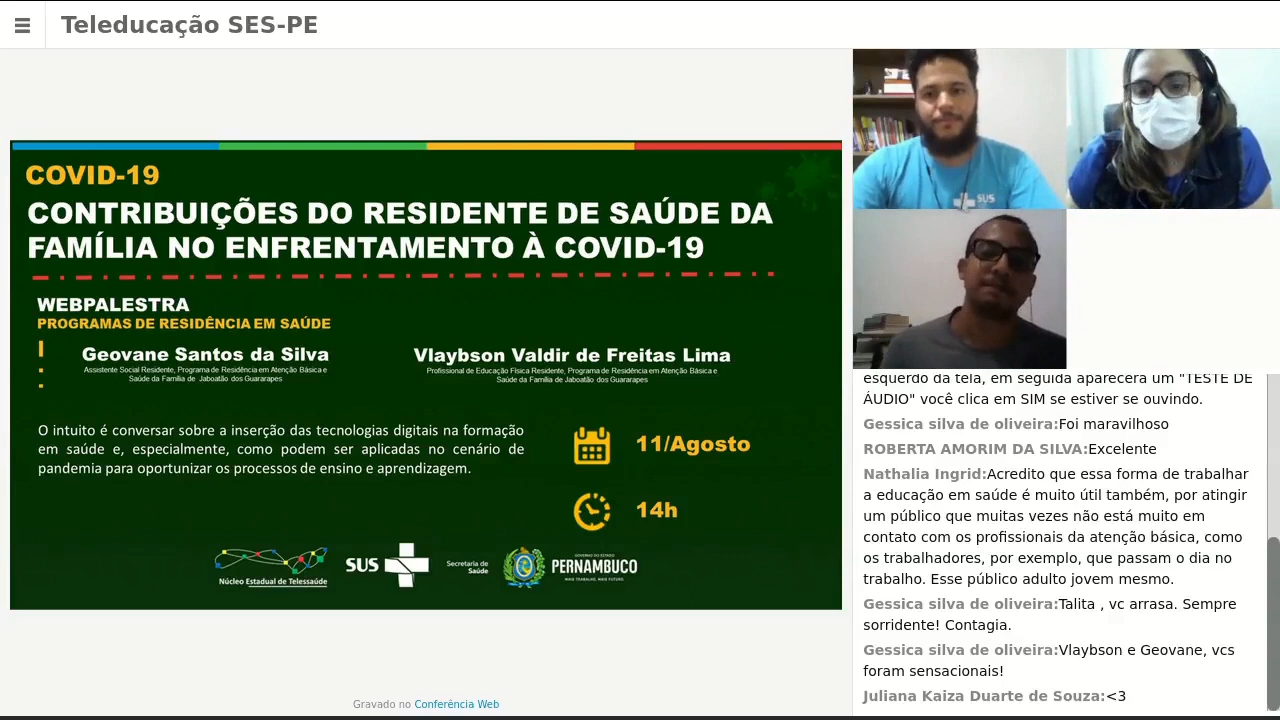 Teleducação SES-PE
COVID-19
CONTRIBUIÇÕES DO RESIDENTE DE SAÚDE DA
FAMÍLIA NO ENFRENTAMENTO À COVID-19
WEBPALESTRA
PROGRAMAS DE RESIDÊNCIA EM SAÚDE
Geovane Santos da Silva
Assistente Social Residente, Programa de Residência em Atenção Básica e
Saúde da Família de Jaboatão dos Guararapes
Vlaybson Valdir de Freitas Lima
Profissional de Educação Física Residente, Programa de Residência em Atenção Básica e
Saúde da Família de Jaboatão dos Guararapes
O intuito é conversar sobre a inserção das tecnologias digitais na formação
em saúde e, especialmente, como podem ser aplicadas no cenário de
pandemia para oportunizar os processos de ensino e aprendizagem.
11/Agosto
14h
Núcleo Estadual de Telessaúde
SUS
Secretaria de
Saúde
GOVERNO DO ESTADO
PERNAMBUCO
MAIS TRABALHO, MAIS FUTURO
Gravado no Conferência Web
SUS
esquerdo da tela, em seguida aparecerá um "TESTE DE
ÁUDIO" você clica em SIM se estiver se ouvindo.
Gessica silva de oliveira:Foi maravilhoso
ROBERTA AMORIM DA SILVA:Excelente
Nathalia Ingrid:Acredito que essa forma de trabalhar
a educação em saúde é muito útil também, por atingir
um público que muitas vezes não está muito em
contato com os profissionais da atenção básica, como
os trabalhadores, por exemplo, que passam o dia no
trabalho. Esse público adulto jovem mesmo.
Gessica silva de oliveira:Talita , vc arrasa. Sempre
sorridente! Contagia.
Gessica silva de oliveira:Vlaybson e Geovane, vcs
foram sensacionais!
Juliana Kaiza Duarte de Souza:<3